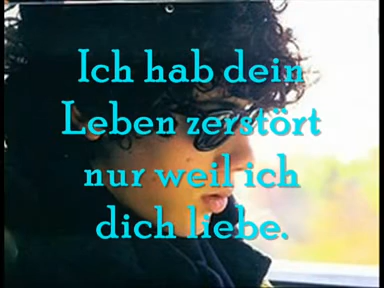 Ich hab dein
Leben zerstört
nur weil ich
dich liebe.